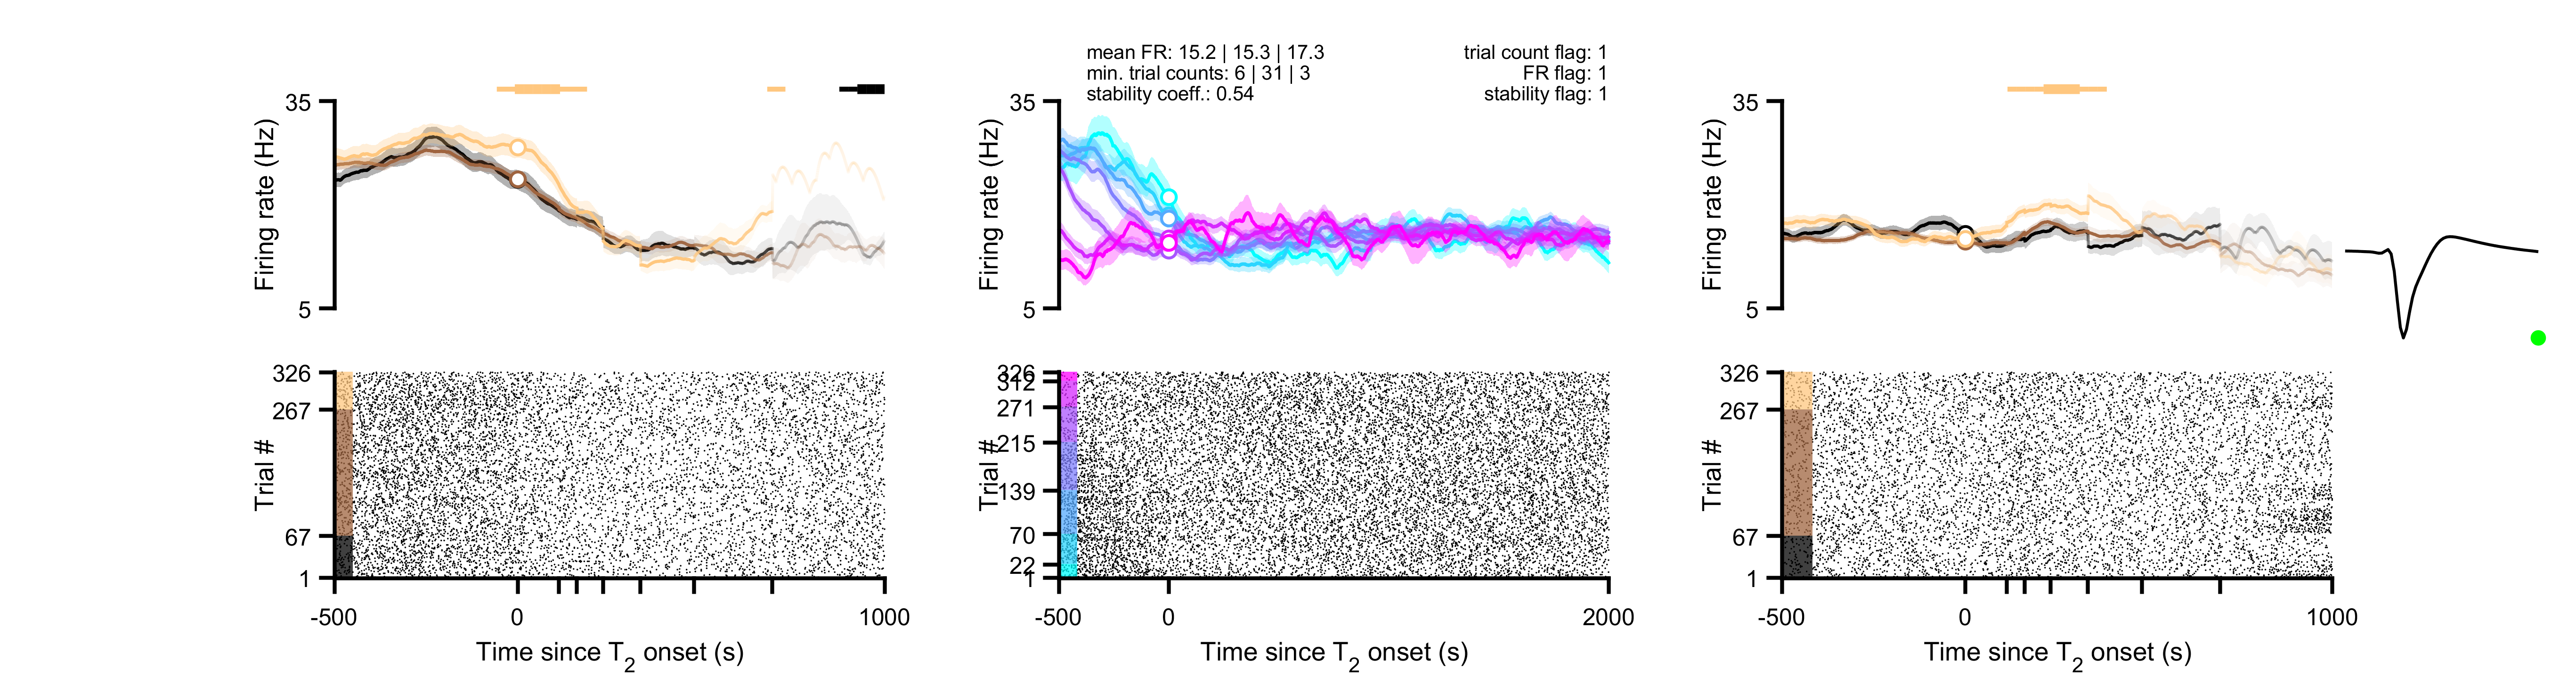 mean FR: 15.2 | 15.3 | 17.3
min. trial counts: 6 | 31 | 3
stability coeff.: 0.54
trial count flag: 1
FR flag: 1
stability flag: 1
35
Firing rate (Hz)
5
35
Firing rate (Hz)
5
35
Firing rate (Hz)
5
326
267
Trial #
67
1
-500
0
1000
Time since T2 onset (s)
326
312
271
215
Trial #
139
70
22
1
-500
0
2000
Time since T2 onset (s)
326
267
Trial #
67
1
-500
0
1000
Time since T2 onset (s)